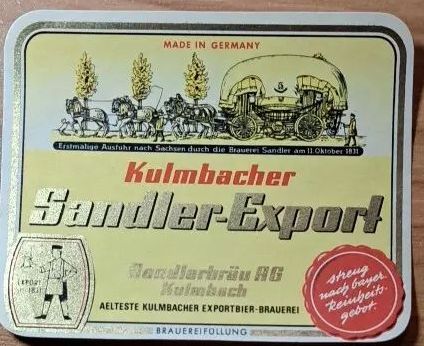 MADE IN GERMANY
S
Erstmalige Ausfuhr nach Sachsen durch die Brauerei Sandler am 11. Oktober 1831
Kulmbacher
Sandler-Export
Sandlerbräu AG
Kulmbach
AELTESTE KULMBACHER EXPORTBIER-BRAUEREI
BRAUEREIFÜLLUNG
EXPORT
1831
streng
nach bayer.
Reinheits-
gebot.